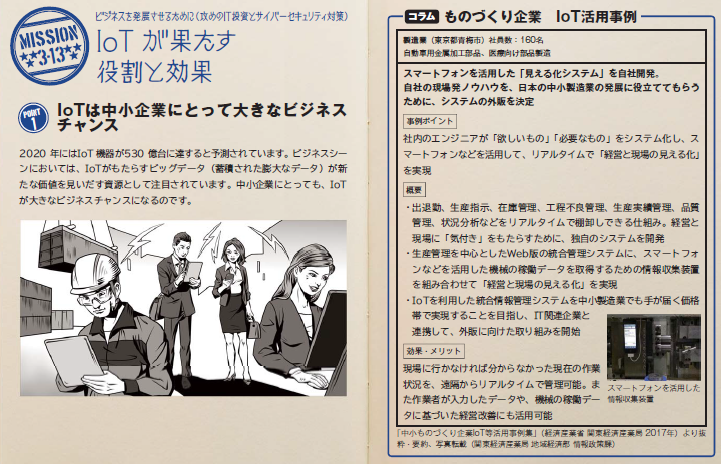 MISSION
3-13
ビジネスを発展させるために(攻めのIT投資とサイバーセキュリティ対策)
IoT が果たす
役割と効果
POINT
1
IoTは中小企業にとって大きなビジネス
チャンス
2020 年にはIoT 機器が530 億台に達すると予測されています。ビジネスシー
ンにおいては、IoTがもたらすビッグデータ(蓄積された膨大なデータ)が新
たな価値を見いだす資源として注目されています。中小企業にとっても、IoT
が大きなビジネスチャンスになるのです。
コラム ものづくり企業 IoT活用事例
製造業(東京都青梅市)社員数:160名
自動車用金属加工部品、医療向け部品製造
スマートフォンを活用した「見える化システム」を自社開発。
自社の現場発ノウハウを、日本の中小製造業の発展に役立ててもらう
ために、システムの外販を決定
事例ポイント
社内のエンジニアが「欲しいもの」「必要なもの」をシステム化し、ス
マートフォンなどを活用して、リアルタイムで「経営と現場の見える化」
を実現
概要
・出退勤、生産指示、在庫管理、工程不良管理、生産実績管理、品質
管理、状況分析などをリアルタイムで棚卸しできる仕組み。経営と
現場に「気付き」をもたらすために、独自のシステムを開発
・生産管理を中心としたWeb版の統合管理システムに、スマートフォ
ンなどを活用した機械の稼働データを取得するための情報収集装置
を組み合わせて「経営と現場の見える化」を実現
・IoTを利用した統合情報管理システムを中小製造業でも手が届く価格
帯で実現することを目指し、IT関連企業と
連携して、外販に向けた取り組みを開始
効果・メリット
現場に行かなければ分からなかった現在の作業
状況を、遠隔からリアルタイムで管理可能。ま
た作業者が入力したデータや、機械の稼働デー
タに基づいた経営改善にも活用可能
スマートフォンを活用した
情報収集装置
「中小ものづくり企業IoT等活用事例集」(経済産業省 関東経済産業局 2017年)より抜
粋・要約、写真転載(関東経済産業局 地域経済部 情報政策課)